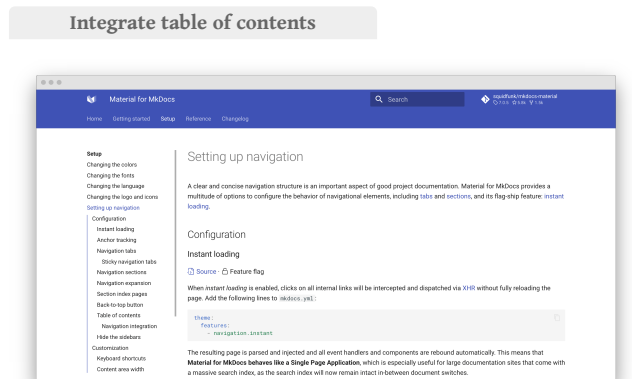 Integrate table of contents
Material for MkDocs
Search
squidfunk/mkdocs-material
Home Getting started Setup Reference Changelog
Setup
Changing the colors
Changing the fonts
Changing the language
Changing the logo and icons
Setting up navigation
Configuration
Instant loading
Anchor tracking
Navigation tabs
Sticky navigation tabs
Navigation sections
Navigation expansion
Section index pages
Back-to-top button
Table of contents
Navigation integration
Hide the sidebars
Customization
Keyboard shortcuts
Content area width
Setting up navigation
A clear and concise navigation structure is an important aspect of good project documentation. Material for MkDocs provides a
multitude of options to configure the behavior of navigational elements, including tabs and sections, and its flag-ship feature: instant
loading.
Configuration
Instant loading
Source · Feature flag
When instant loading is enabled, clicks on all internal links will be intercepted and dispatched via XHR without fully reloading the
page. Add the following lines to mkdocs.yml:
theme:
features:
- navigation.instant
The resulting page is parsed and injected and all event handlers and components are rebound automatically. This means that
Material for MkDocs behaves like a Single Page Application, which is especially useful for large documentation sites that come with
a massive search index, as the search index will now remain intact in-between document switches.